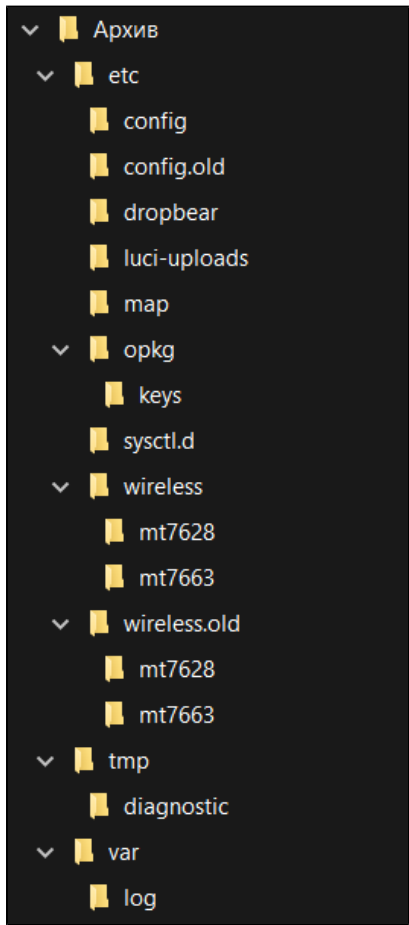 Архив
etc
config
config.old
dropbear
luci-uploads
map
opkg
keys
sysctl.d
wireless
mt7628
mt7663
wireless.old
mt7628
mt7663
tmp
diagnostic
var
log